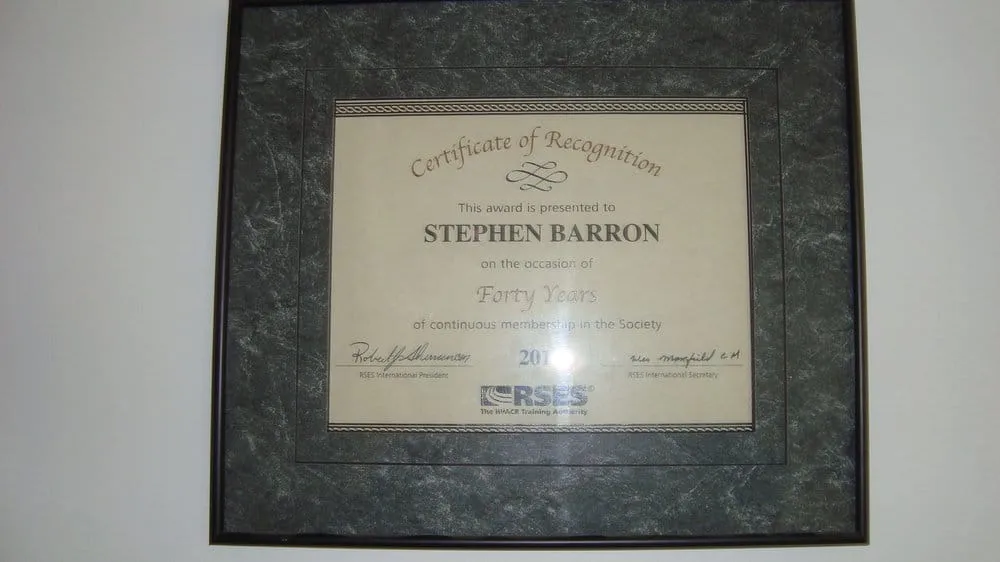 Certificate of Recognition
This award is presented to
STEPHEN BARRON
on the occasion of
Forty Years
of continuous membership in the Society
RSES International President
RSES International Secretary
RSES®
The HVACR Training Authority